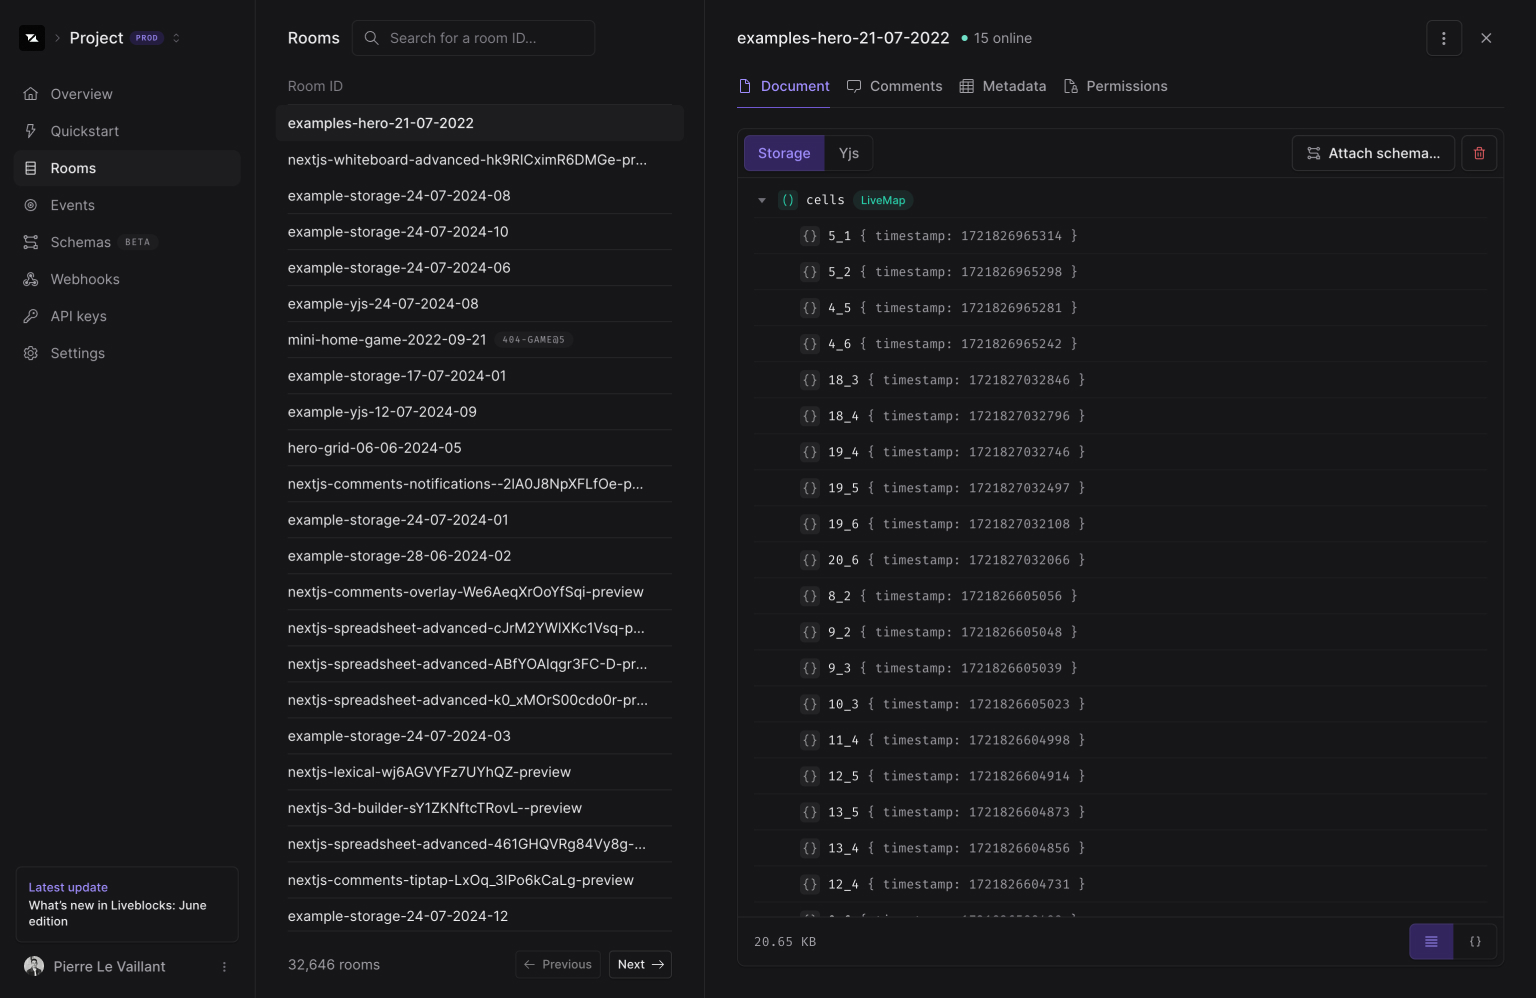 Project PROD
Overview
Quickstart
Rooms
Events
Schemas BETA
Webhooks
API keys
Settings
Latest update
What's new in Liveblocks: June
edition
Pierre Le Vaillant
Rooms
Search for a room ID...
Room ID
examples-hero-21-07-2022
nextjs-whiteboard-advanced-hk9RICximR6DMGe-pr...
example-storage-24-07-2024-08
example-storage-24-07-2024-10
example-storage-24-07-2024-06
example-yjs-24-07-2024-08
mini-home-game-2022-09-21 404-GAME@5
example-storage-17-07-2024-01
example-yjs-12-07-2024-09
hero-grid-06-06-2024-05
nextjs-comments-notifications--2lA0J8NpXFLfOe-p...
example-storage-24-07-2024-01
example-storage-28-06-2024-02
nextjs-comments-overlay-We6AeqXrOoYfSqi-preview
nextjs-spreadsheet-advanced-cJrM2YWlXKc1Vsq-p...
nextjs-spreadsheet-advanced-ABfYOAlqgr3FC-D-pr...
nextjs-spreadsheet-advanced-k0_xMOrS00cdo0r-pr...
example-storage-24-07-2024-03
nextjs-lexical-wj6AGVYFz7UYhQZ-preview
nextjs-3d-builder-sY1ZKNftcTRovL--preview
nextjs-spreadsheet-advanced-461GHQVRg84Vy8g-...
nextjs-comments-tiptap-LxOq_3IPo6kCaLg-preview
example-storage-24-07-2024-12
32,646 rooms
← Previous
Next →
examples-hero-21-07-2022 • 15 online
Document Comments Metadata Permissions
Storage Yjs
Attach schema...
() cells LiveMap
{} 5_1 { timestamp: 1721826965314 }
{} 5_2 { timestamp: 1721826965298 }
{} 4_5 { timestamp: 1721826965281 }
{} 4_6 { timestamp: 1721826965242 }
{} 18_3 { timestamp: 1721827032846 }
{} 18_4 { timestamp: 1721827032796 }
{} 19_4 { timestamp: 1721827032746 }
{} 19_5 { timestamp: 1721827032497 }
{} 19_6 { timestamp: 1721827032108 }
{} 20_6 { timestamp: 1721827032066 }
{} 8_2 { timestamp: 1721826605056 }
{} 9_2 { timestamp: 1721826605048 }
{} 9_3 { timestamp: 1721826605039 }
{} 10_3 { timestamp: 1721826605023 }
{} 11_4 { timestamp: 1721826604998 }
{} 12_5 { timestamp: 1721826604914 }
{} 13_5 { timestamp: 1721826604873 }
{} 13_4 { timestamp: 1721826604856 }
{} 12_4 { timestamp: 1721826604731 }
20.65 KB
{}